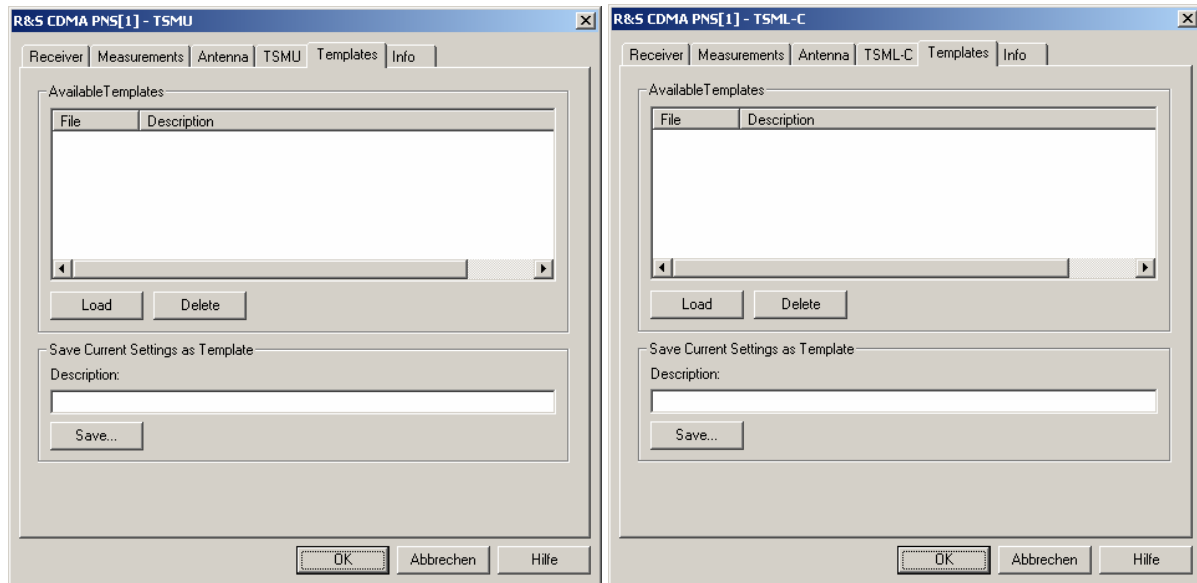 R&S CDMA PNS[1] - TSMU
Receiver Measurements Antenna TSMU Templates Info
AvailableTemplates
File Description
Load Delete
Save Current Settings as Template
Description:
Save...
OK Abbrechen Hilfe
R&S CDMA PNS[1] - TSML-C
Receiver Measurements Antenna TSML-C Templates Info
AvailableTemplates
File Description
Load Delete
Save Current Settings as Template
Description:
Save...
OK Abbrechen Hilfe